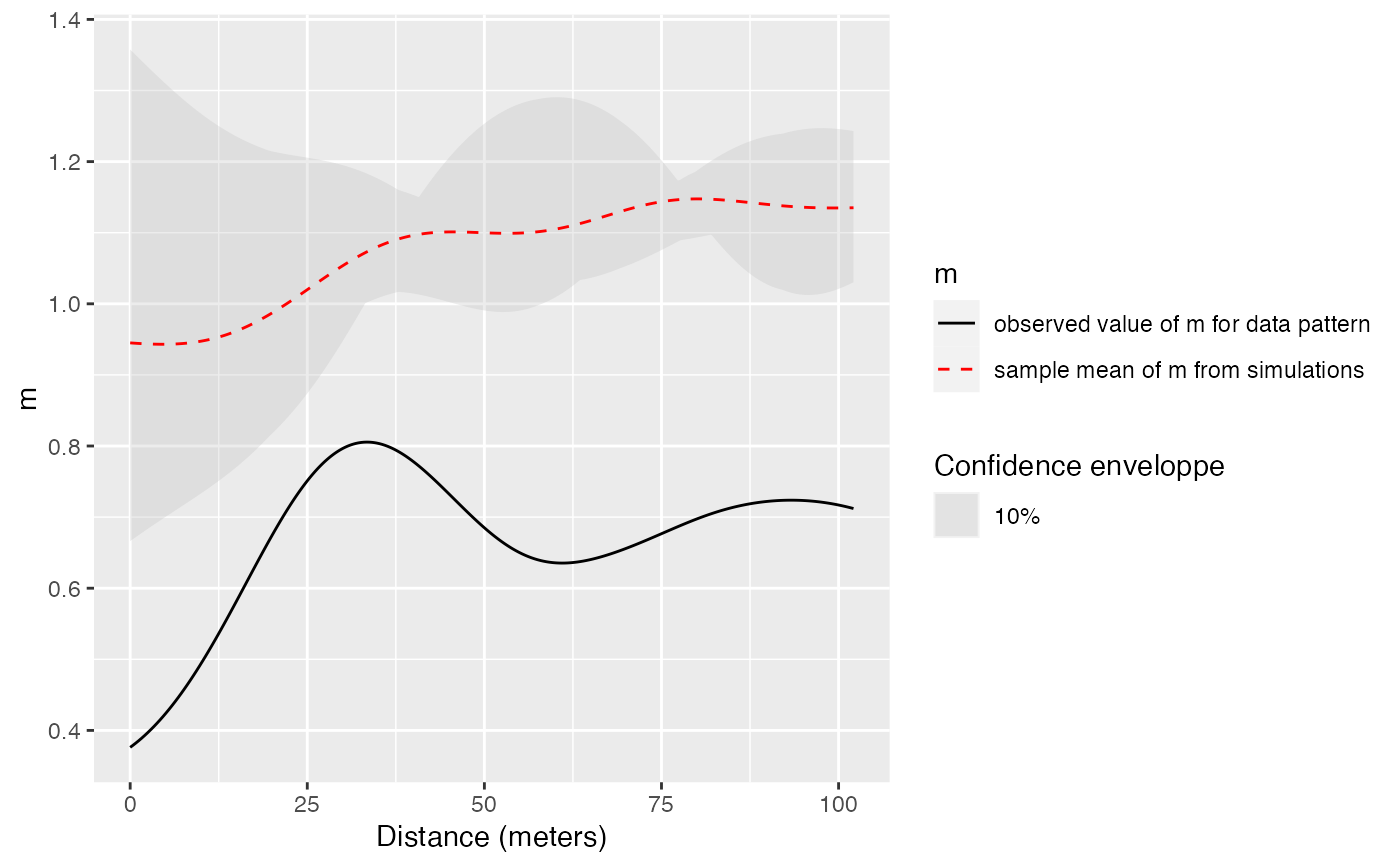 1.4
1.2
1.0
0.8
0.6
0.4
m
0 25 50 75 100
Distance (meters)
m
observed value of m for data pattern
sample mean of m from simulations
Confidence enveloppe
10%